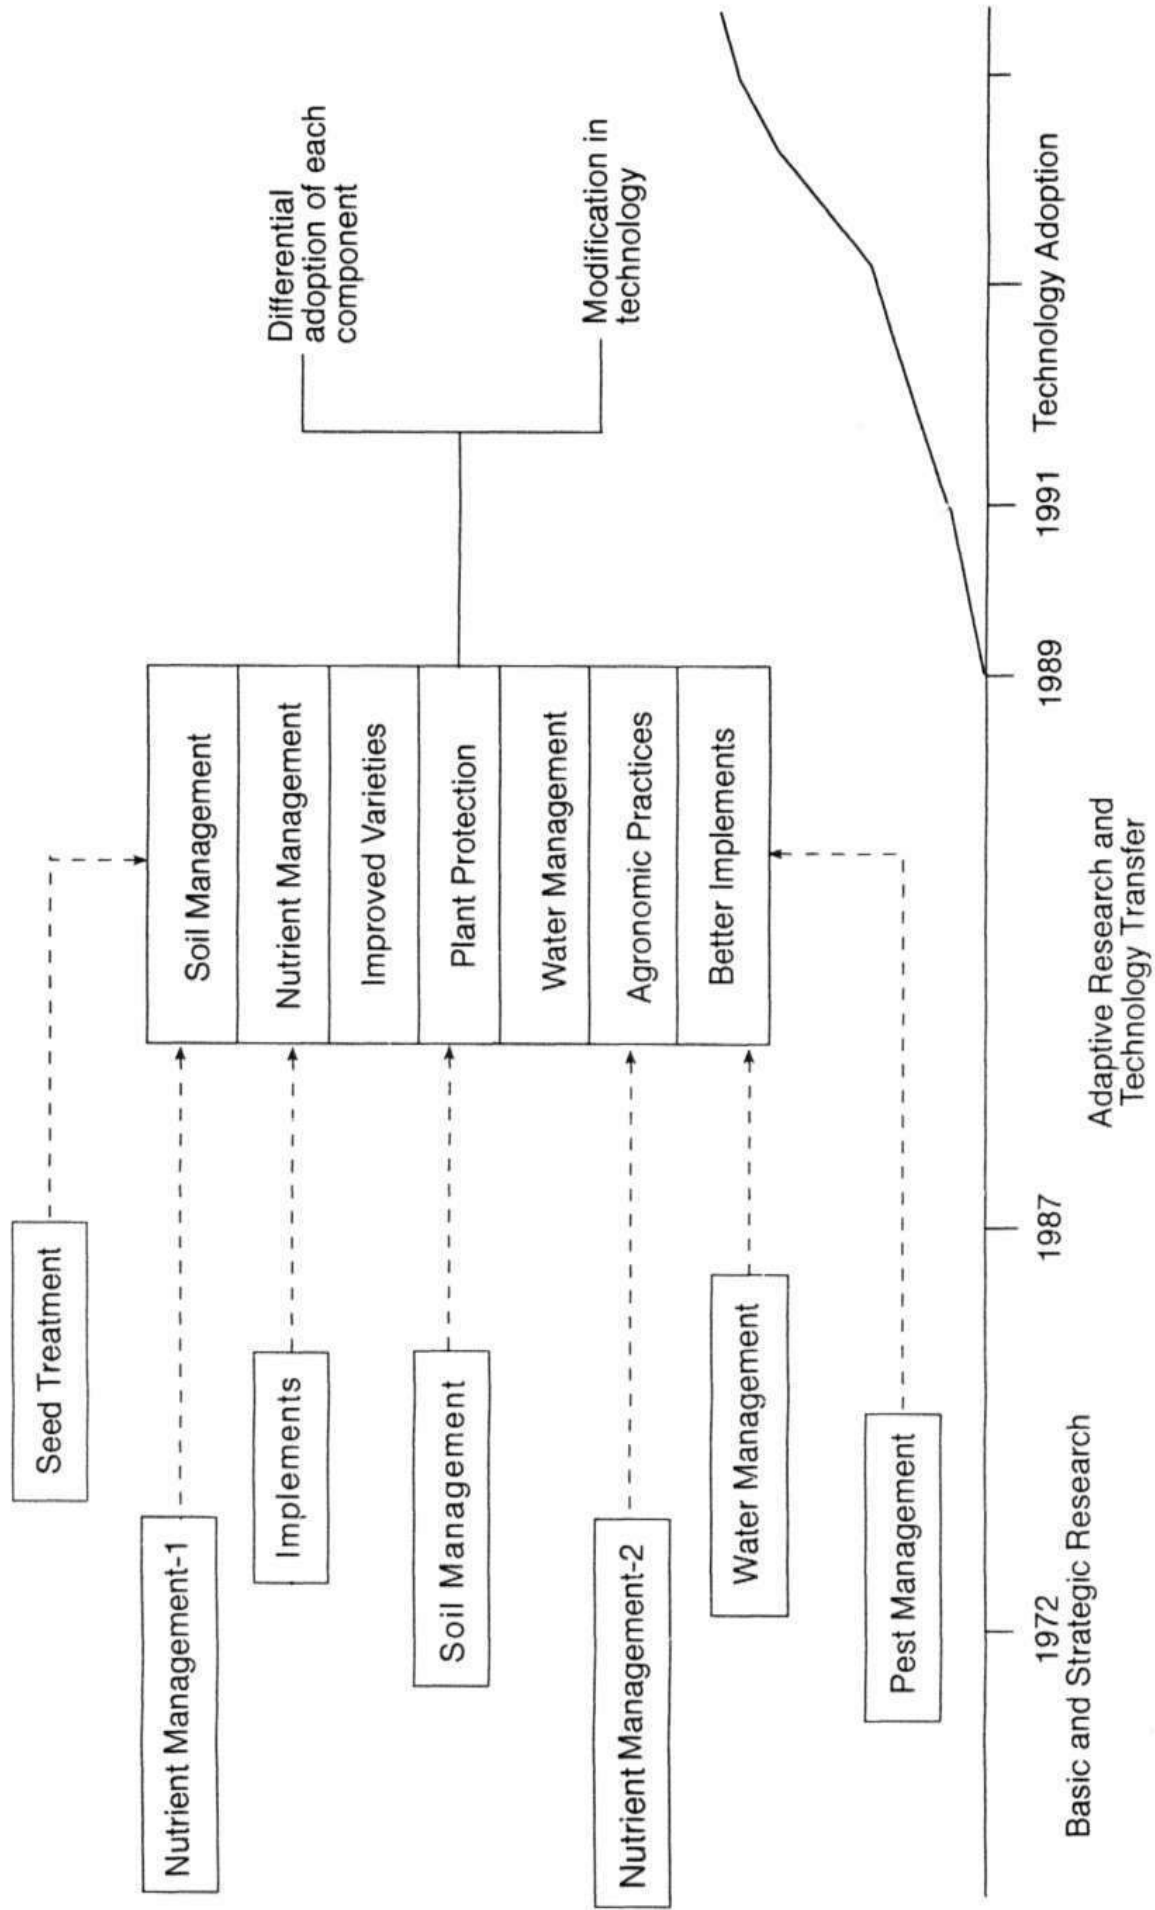 Seed Treatment
Nutrient Management-1
Implements
Soil Management
Nutrient Management-2
Water Management
Pest Management
Soil Management
Nutrient Management
Improved Varieties
Plant Protection
Water Management
Agronomic Practices
Better Implements
Differential
adoption of each
component
Modification in
technology
1972
Basic and Strategic Research
1987
Adaptive Research and
Technology Transfer
1989
1991
Technology Adoption